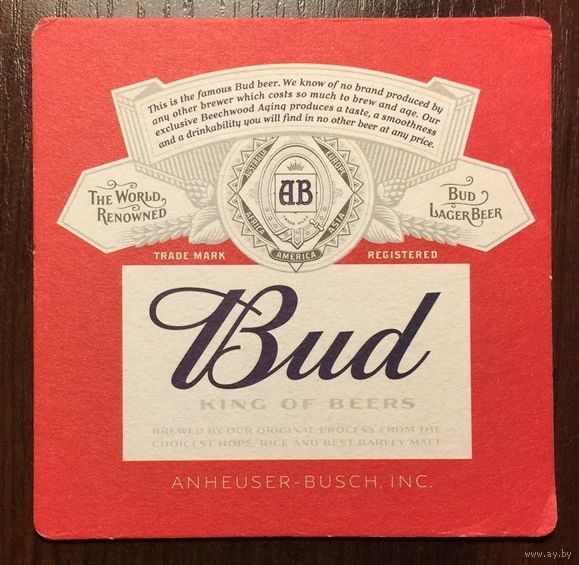 This is the famous Bud beer. We know of no brand produced by
any other brewer which costs so much to brew and age. Our
exclusive Beechwood Aging produces a taste, a smoothness
and a drinkability you will find in no other beer at any price.
THE WORLD
RENOWNED
AUSTRALIA
EUROPE
AB
TRADE MARK
AFRICA
ASIA
AMERICA
BUD
LAGER BEER
TRADE MARK
REGISTERED
Bud
KING OF BEERS
BREWED BY OUR ORIGINAL PROCESS FROM THE
CHOICEST HOPS, RICE AND BEST BARLEY MALT
ANHEUSER-BUSCH, INC.
www.ay.by